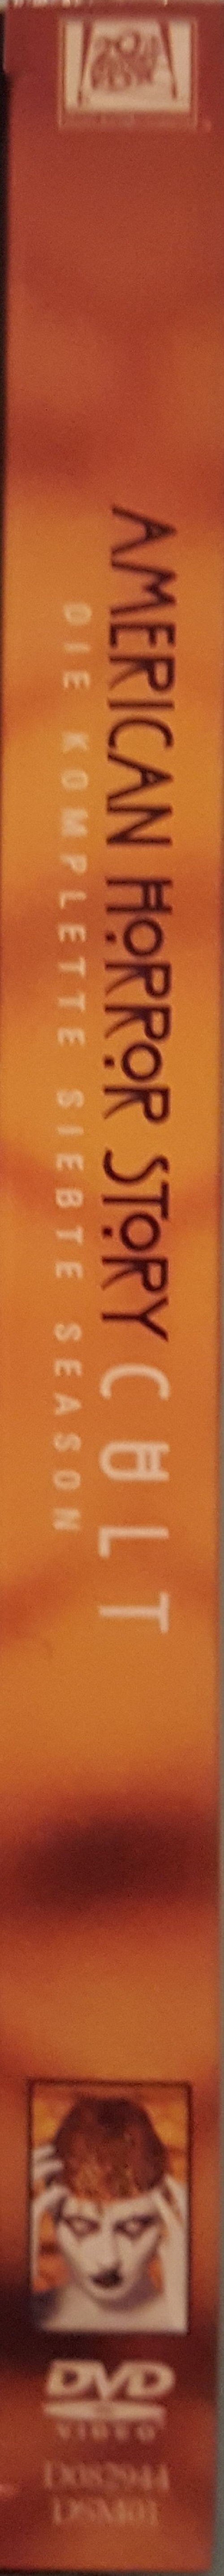 AMERICAN HORROR STORY CULT
DIE KOMPLETTE SIEBTE SEASON
DVD
VIDEO